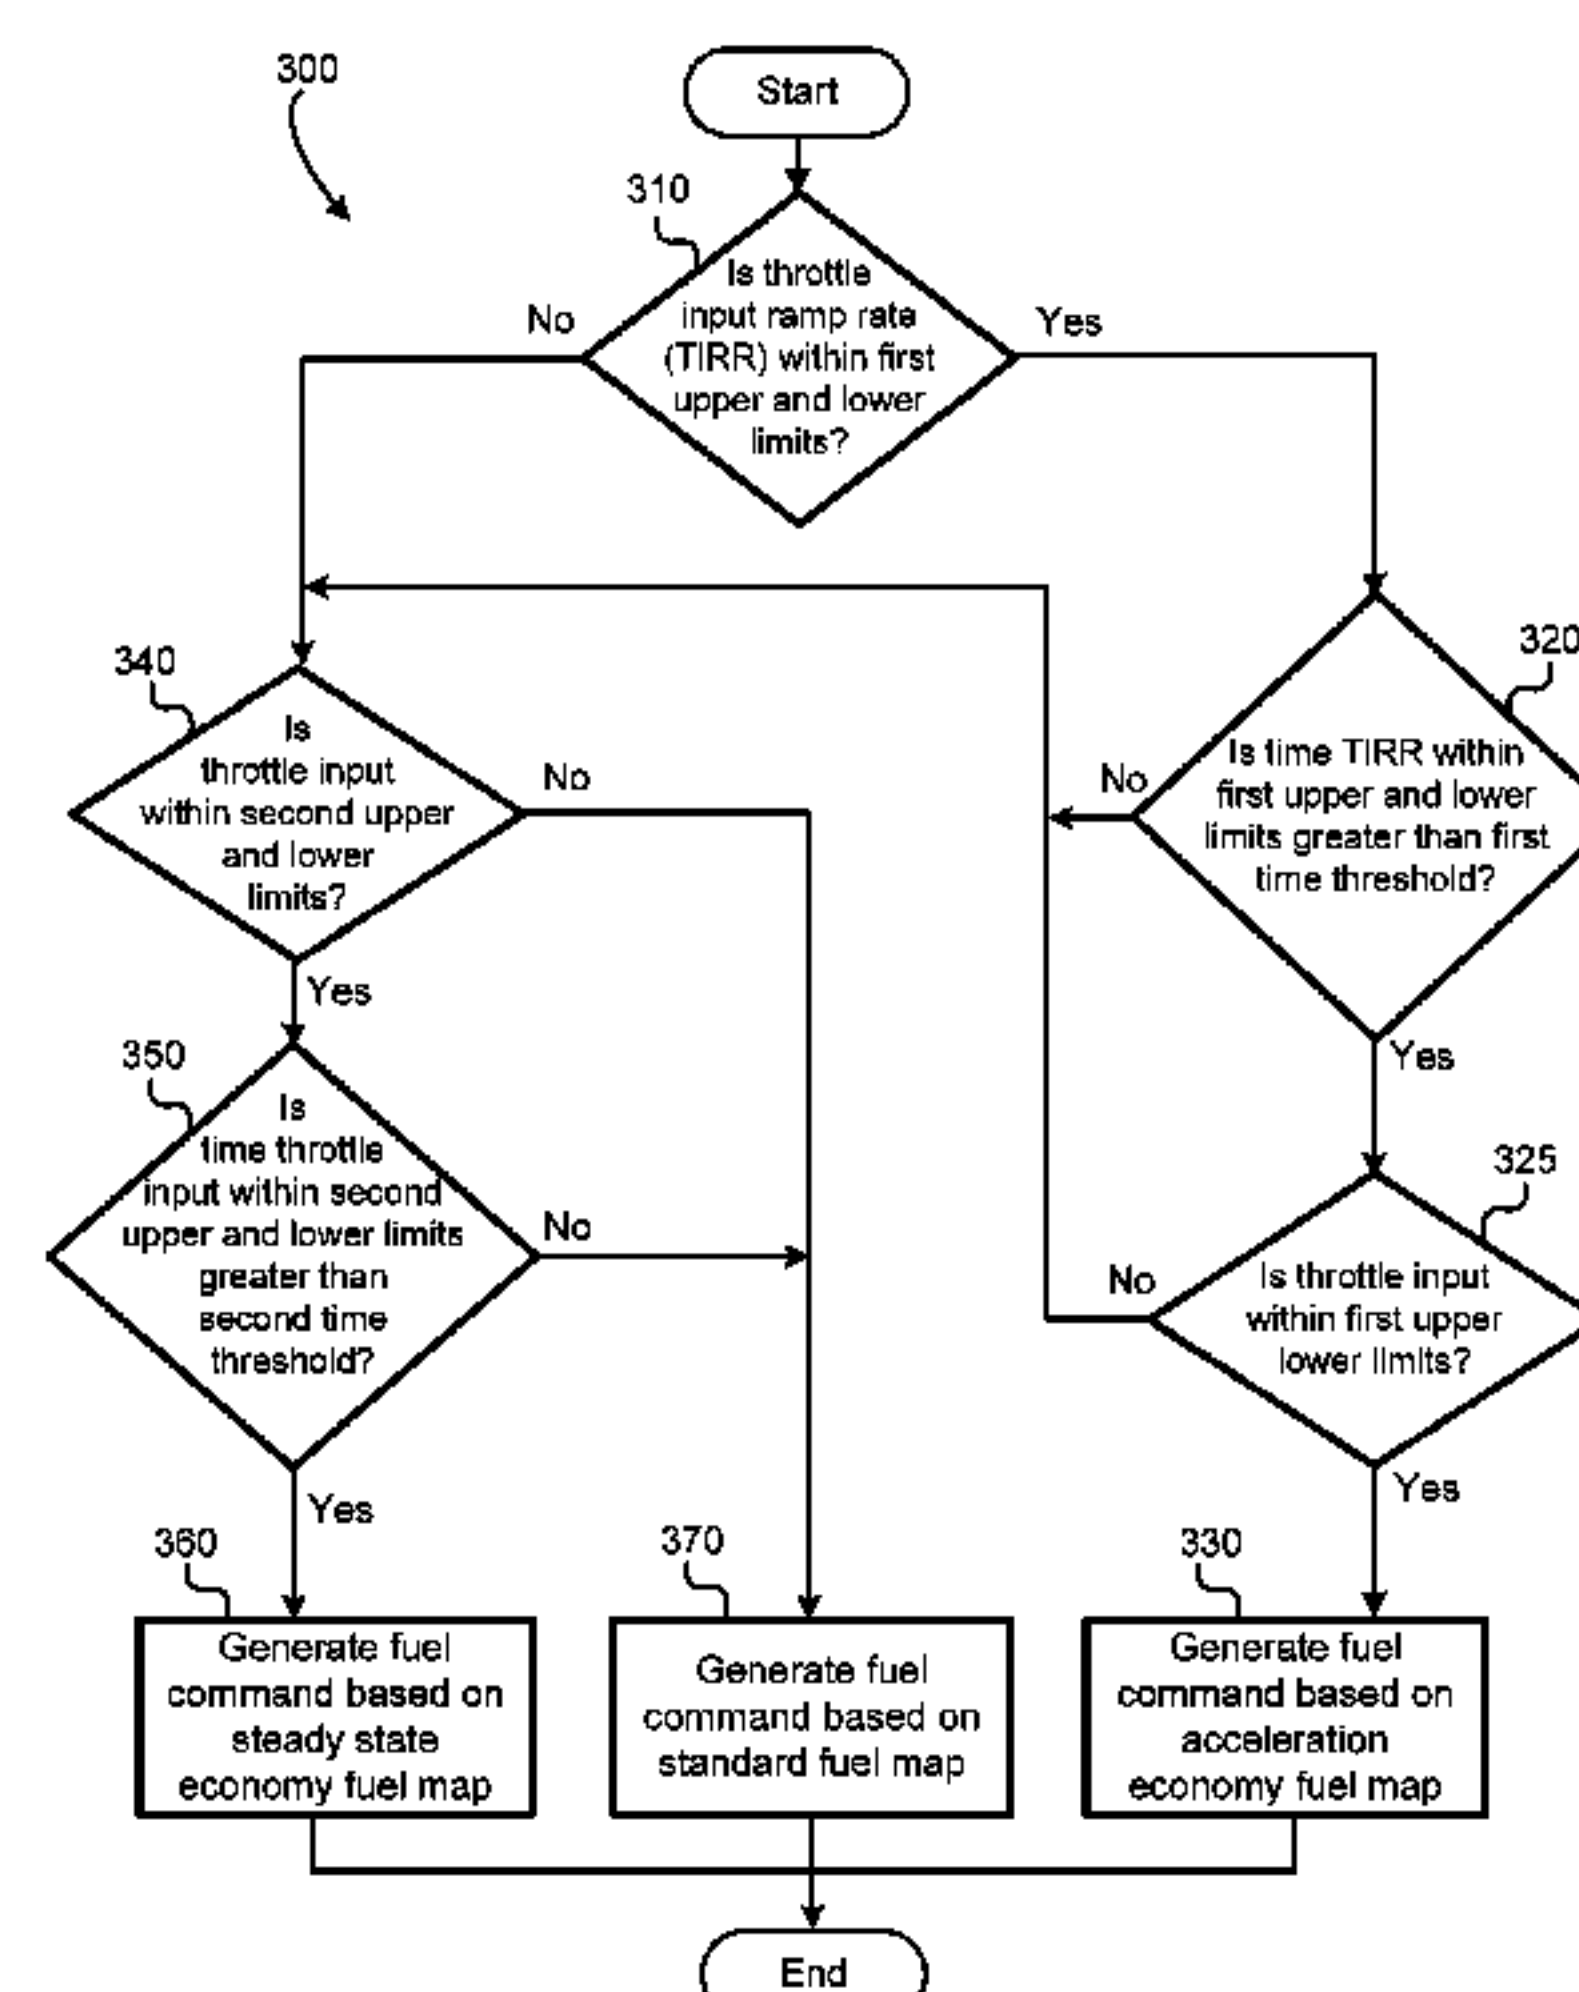 300
Start
310
Is throttle
input ramp rate
(TIRR) within first
upper and lower
limits?
No
Yes
320
Is time TIRR within
first upper and lower
limits greater than first
time threshold?
No
Yes
340
Is
throttle input
within second upper
and lower
limits?
No
Yes
350
Is
time throttle
input within second
upper and lower limits
greater than
second time
threshold?
No
Yes
325
Is throttle input
within first upper
lower limits?
No
Yes
360
Generate fuel
command based on
steady state
economy fuel map
370
Generate fuel
command based on
standard fuel map
330
Generate fuel
command based on
acceleration
economy fuel map
End